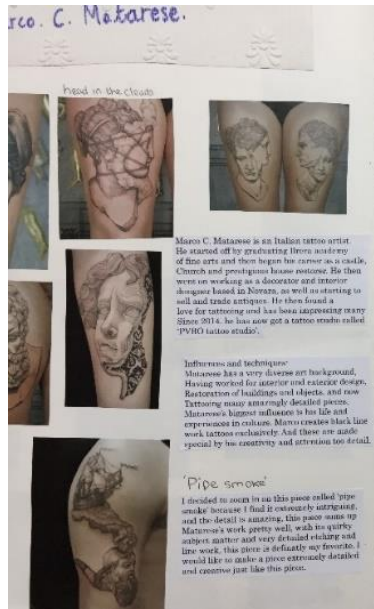 rco. C. Matarese.
head in the clouds
Marco C. Matarese is an Italian tattoo artist.
He started off by graduating Brera academy
of fine arts and then began his career as a castle,
Church and prestigious house restorer. He then
went on working as a decorator and interior
designer based in Novara, as well as starting to
sell and trade antiques. He then found a
love for tattooing and has been impressing many
Since 2014. he has now got a tattoo studio called
'PVHG tattoo studio'.
Influences and techniques:
Matarese has a very diverse art background,
Having worked for interior and exterior design,
Restoration of buildings and objects, and now
Tattooing many amazingly detailed pieces.
Matarese's biggest influence is his life and
experiences in culture. Marco creates black line
work tattoos exclusively. And these are made
special by his creativity and attention too detail.
'Pipe smoke'
I decided to zoom in on this piece called 'pipe
smoke' because I find it extremely intriguing,
and the detail is amazing, this piece sums up
Matarese's work pretty well, with its quirky
subject matter and very detailed etching and
line work, this piece is definatly my favorite. I
would like to make a piece extremely detailed
and creative just like this piece.